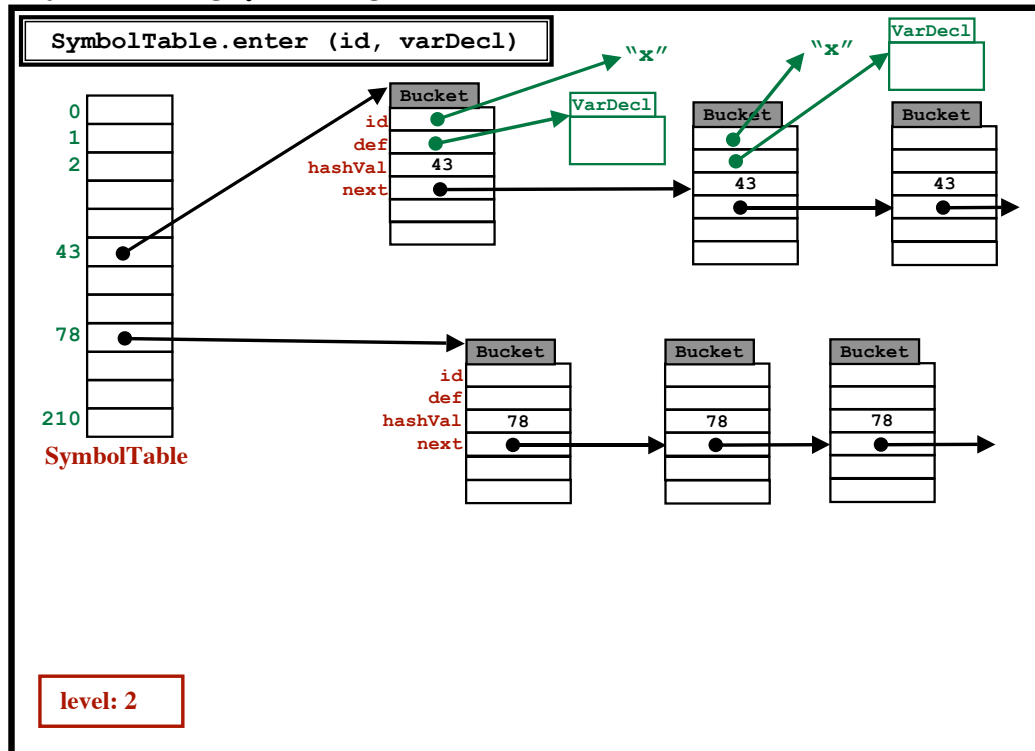 SymbolTable.enter (id, varDecl)
“x”
“x”
VarDecl
0
1
2
43
78
210
SymbolTable
Bucket
id
def
hashVal 43
next
VarDecl
Bucket
43
Bucket
43
Bucket
id
def
hashVal 78
next
Bucket
78
Bucket
78
level: 2